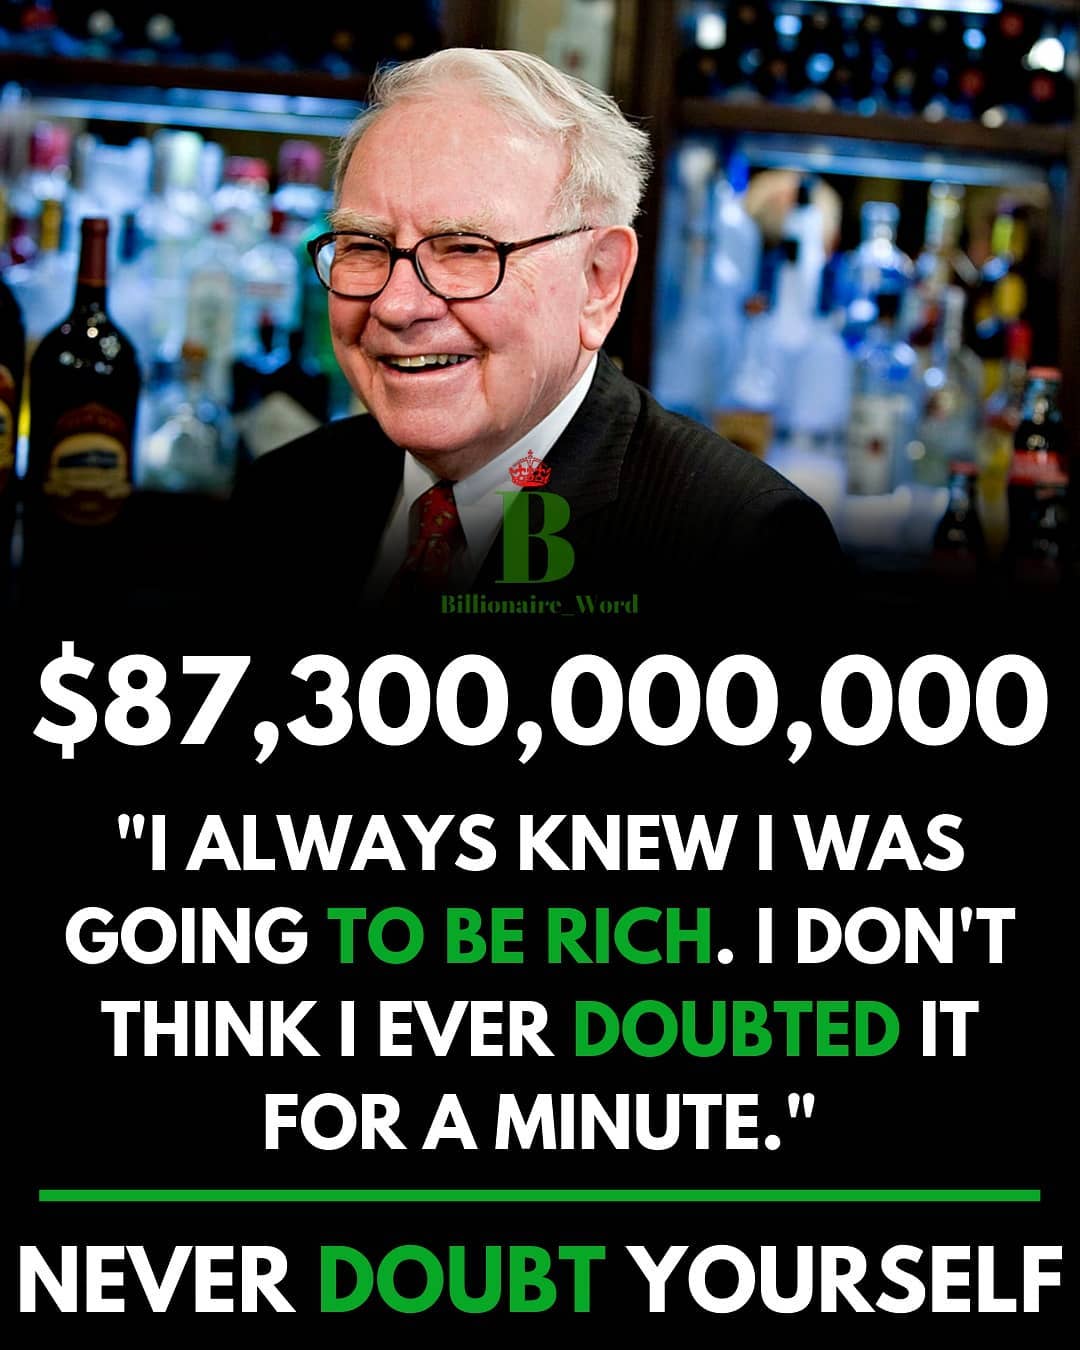 B
Billionaire_Word
$87,300,000,000
"I ALWAYS KNEW I WAS
GOING TO BE RICH. I DON'T
THINK I EVER DOUBTED IT
FOR A MINUTE."
NEVER DOUBT YOURSELF